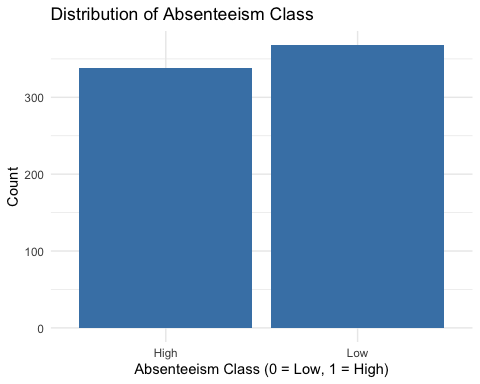 Distribution of Absenteeism Class
300
200
100
0
Count
High Low
Absenteeism Class (0 = Low, 1 = High)